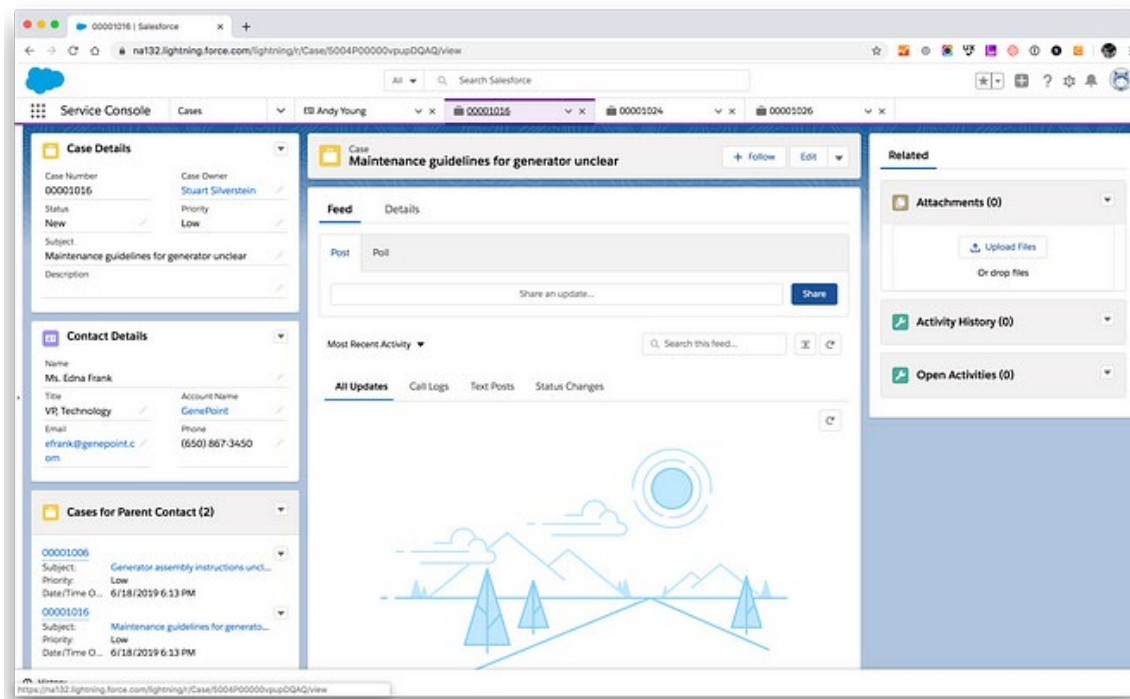 00001016 | Salesforce
na132.lightning.force.com/lightning/r/Case/5004P00000vpupDQAQ/view
All
Search Salesforce
Service Console
Cases
Andy Young
00001016
00001024
00001026
Case Details
Case Number
Case Owner
00001016
Stuart Silverstein
Status
Priority
New
Low
Subject
Maintenance guidelines for generator unclear
Description
Contact Details
Name
Ms. Edna Frank
Title
Account Name
VP, Technology
GenePoint
Email
Phone
efrank@genepoint.c
om
(650) 867-3450
Cases for Parent Contact (2)
00001006
Subject: Generator assembly instructions uncl...
Priority: Low
Date/Time O... 6/18/2019 6:13 PM
00001016
Subject: Maintenance guidelines for generato...
Priority: Low
Date/Time O... 6/18/2019 6:13 PM
Case
Maintenance guidelines for generator unclear
+ Follow
Edit
Feed
Details
Post
Poll
Share an update...
Share
Most Recent Activity
Search this feed...
All Updates
Call Logs
Text Posts
Status Changes
Related
Attachments (0)
Upload Files
Or drop files
Activity History (0)
Open Activities (0)
https://na132.lightning.force.com/lightning/r/Case/5004P00000vpupDQAQ/view